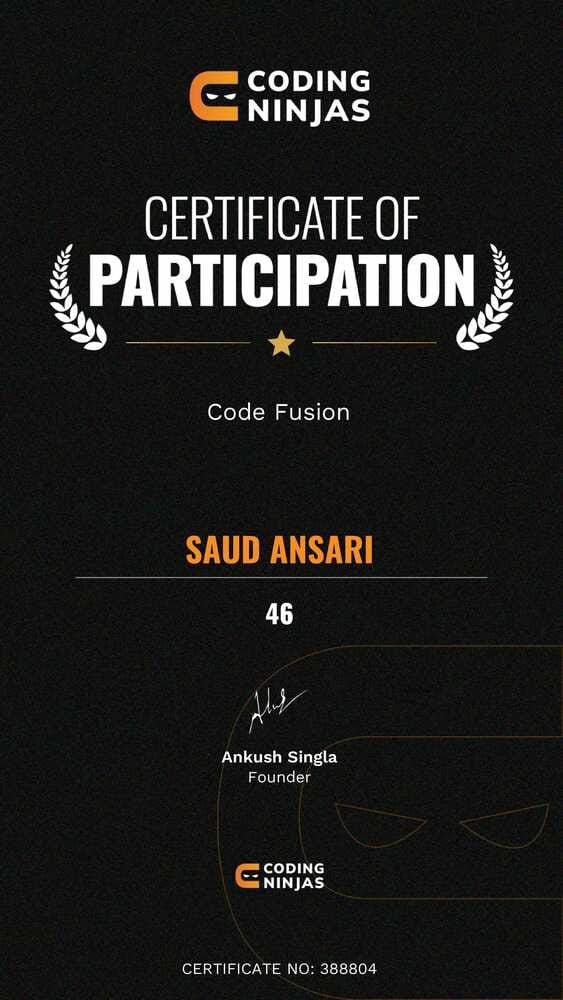 CODING
NINJAS
CERTIFICATE OF
PARTICIPATION
Code Fusion
SAUD ANSARI
46
Ankush Singla
Founder
CODING
NINJAS
CERTIFICATE NO: 388804